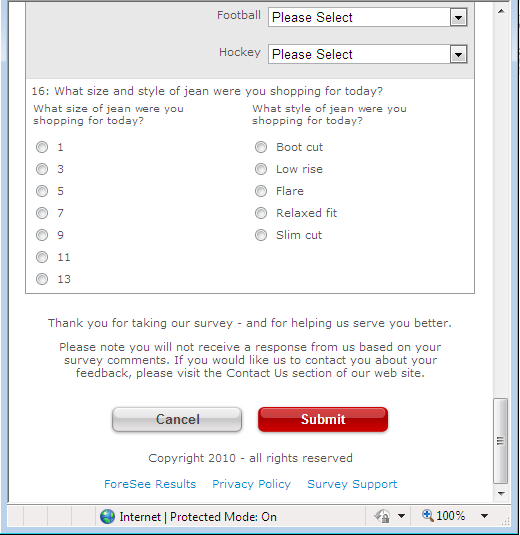 Football Please Select
Hockey Please Select
16: What size and style of jean were you shopping for today?
What size of jean were you
shopping for today?
1
3
5
7
9
11
13
What style of jean were you
shopping for today?
Boot cut
Low rise
Flare
Relaxed fit
Slim cut
Thank you for taking our survey - and for helping us serve you better.
Please note you will not receive a response from us based on your
survey comments. If you would like us to contact you about your
feedback, please visit the Contact Us section of our web site.
Cancel Submit
Copyright 2010 - all rights reserved
ForeSee Results Privacy Policy Survey Support
Internet | Protected Mode: On 100%